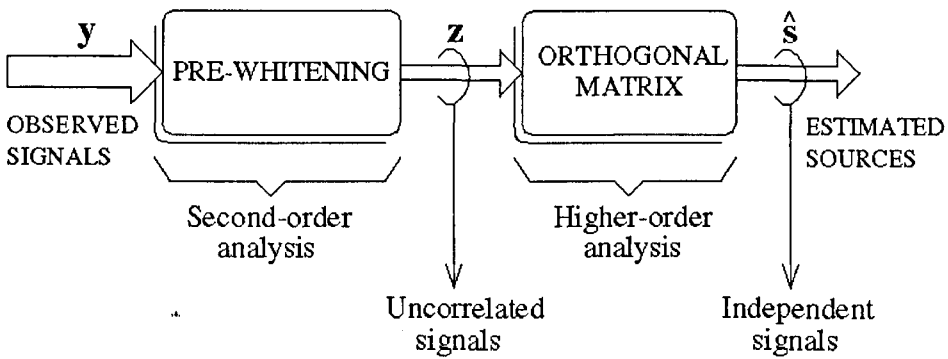 y
z
ŝ
PRE-WHITENING
ORTHOGONAL
MATRIX
OBSERVED
SIGNALS
ESTIMATED
SOURCES
Second-order
analysis
Higher-order
analysis
Uncorrelated
signals
Independent
signals